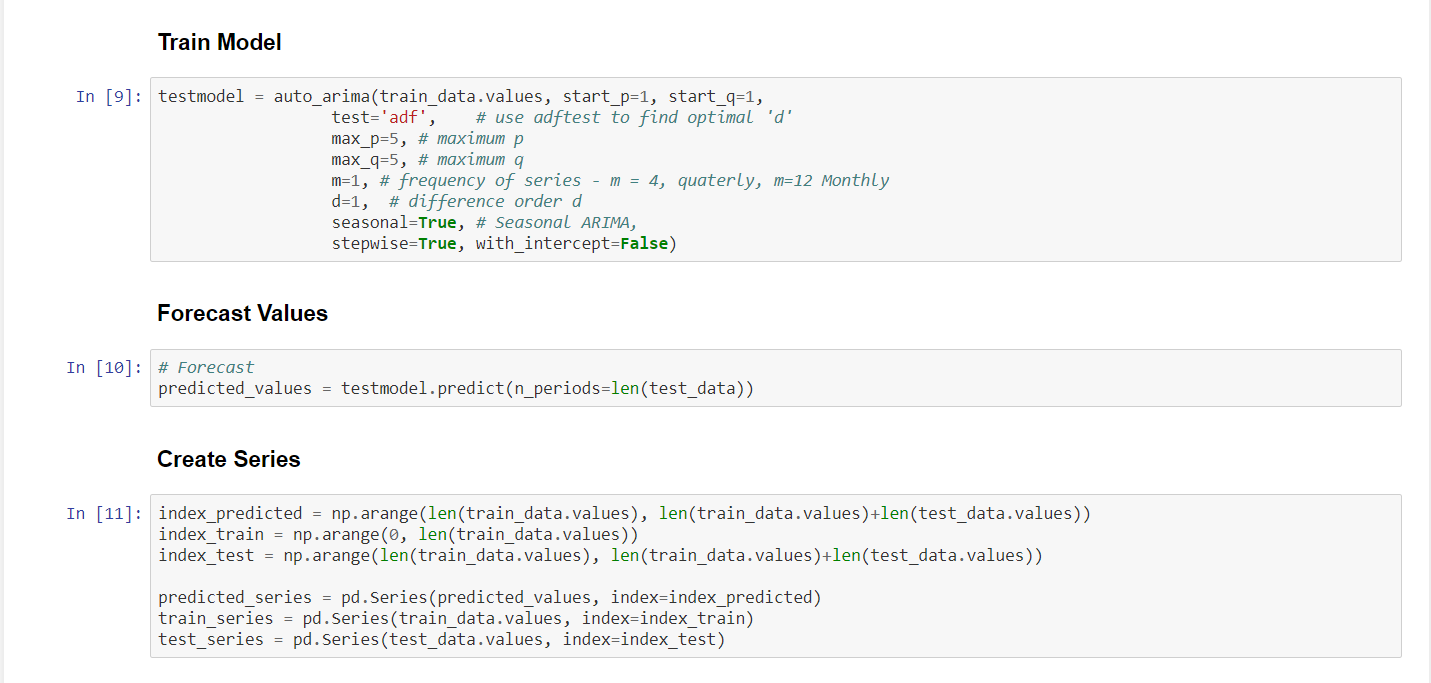 Train Model
In [9]: testmodel = auto_arima(train_data.values, start_p=1, start_q=1,
test='adf',    # use adftest to find optimal 'd'
max_p=5, # maximum p
max_q=5, # maximum q
m=1, # frequency of series - m = 4, quaterly, m=12 Monthly
d=1,  # difference order d
seasonal=True, # Seasonal ARIMA,
stepwise=True, with_intercept=False)
Forecast Values
In [10]: # Forecast
predicted_values = testmodel.predict(n_periods=len(test_data))
Create Series
In [11]: index_predicted = np.arange(len(train_data.values), len(train_data.values)+len(test_data.values))
index_train = np.arange(0, len(train_data.values))
index_test = np.arange(len(train_data.values), len(train_data.values)+len(test_data.values))
predicted_series = pd.Series(predicted_values, index=index_predicted)
train_series = pd.Series(train_data.values, index=index_train)
test_series = pd.Series(test_data.values, index=index_test)